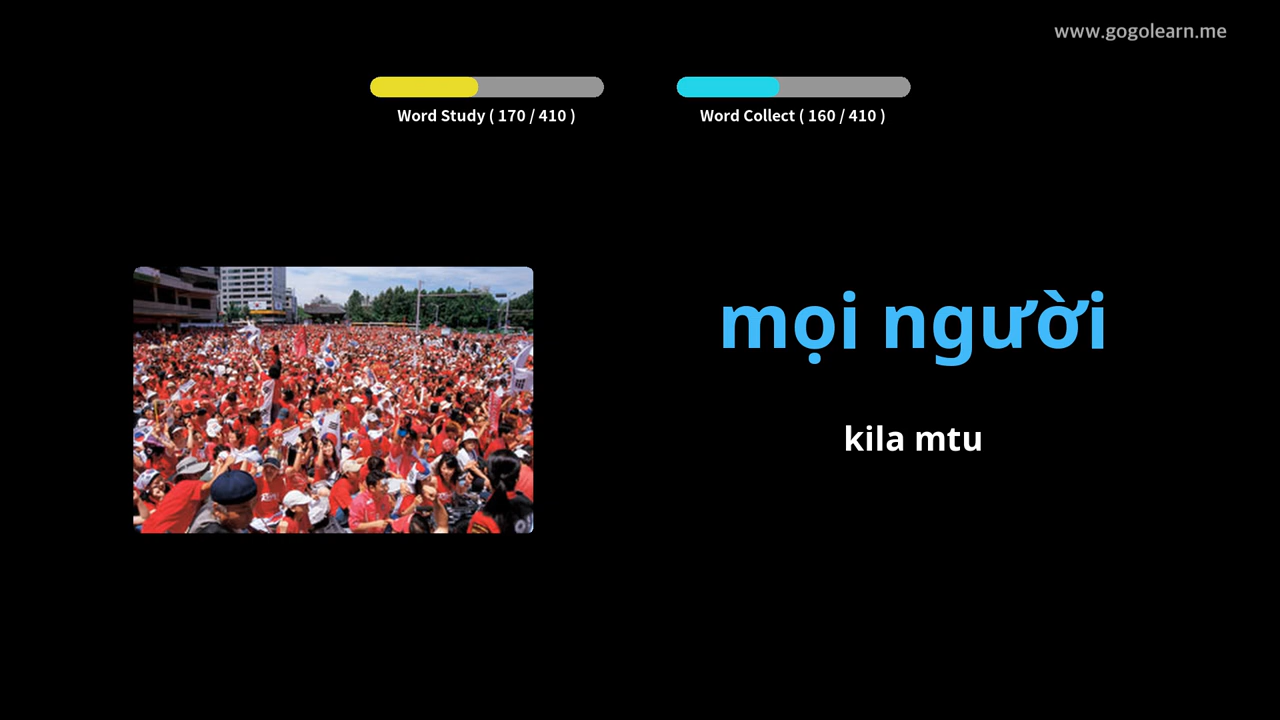 www.gogolearn.me
Word Study ( 170 / 410 )
Word Collect ( 160 / 410 )
mọi người
kila mtu